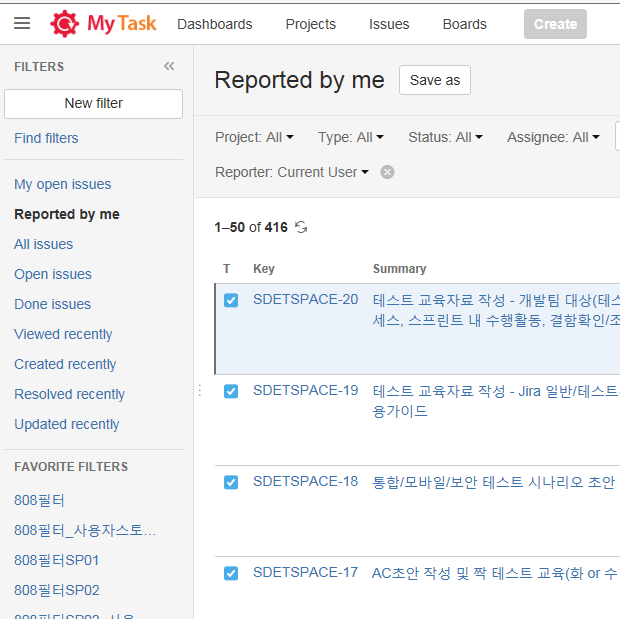 MyTask Dashboards Projects Issues Boards Create
FILTERS
New filter
Find filters
My open issues
Reported by me
All issues
Open issues
Done issues
Viewed recently
Created recently
Resolved recently
Updated recently
FAVORITE FILTERS
808필터
808필터_사용자스토...
808필터SP01
808필터SP02
Reported by me Save as
Project: All Type: All Status: All Assignee: All
Reporter: Current User
1–50 of 416
T Key Summary
SDETSPACE-20 테스트 교육자료 작성 - 개발팀 대상(테스
세스, 스프린트 내 수행활동, 결함확인/조
SDETSPACE-19 테스트 교육자료 작성 - Jira 일반/테스트
용가이드
SDETSPACE-18 통합/모바일/보안 테스트 시나리오 초안
SDETSPACE-17 AC초안 작성 및 짝 테스트 교육(화 or 수